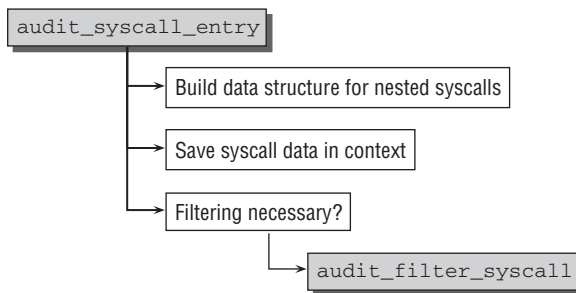 audit_syscall_entry
Build data structure for nested syscalls
Save syscall data in context
Filtering necessary?
audit_filter_syscall